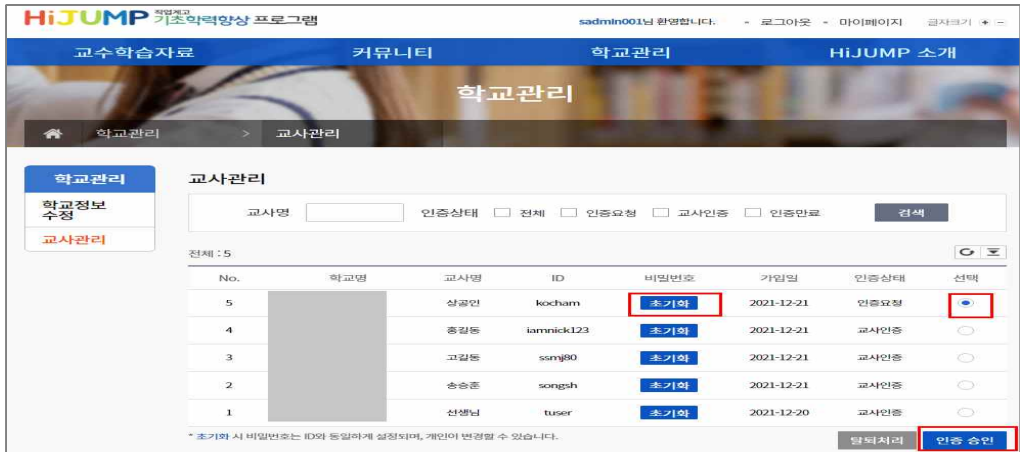 HiJUMP 직업계고 기초학력향상 프로그램
sadmin001님 환영합니다. - 로그아웃 - 마이페이지 글자크기 + -
교수학습자료 커뮤니티 학교관리 HiJUMP 소개
학교관리
학교관리 > 교사관리
학교관리
학교정보
수정
교사관리
교사관리
교사명 인증상태 전체 인증요청 교사인증 인증만료 검색
전체 : 5
No. 학교명 교사명 ID 비밀번호 가입일 인증상태 선택
5 상공인 kocham 초기화 2021-12-21 인증요청
4 홍길동 iamnick123 초기화 2021-12-21 교사인증
3 고길동 ssmj80 초기화 2021-12-21 교사인증
2 송승훈 songsh 초기화 2021-12-21 교사인증
1 선생님 tuser 초기화 2021-12-20 교사인증
* 초기화 시 비밀번호는 ID와 동일하게 설정되며, 개인이 변경할 수 있습니다.
탈퇴처리 인증 승인